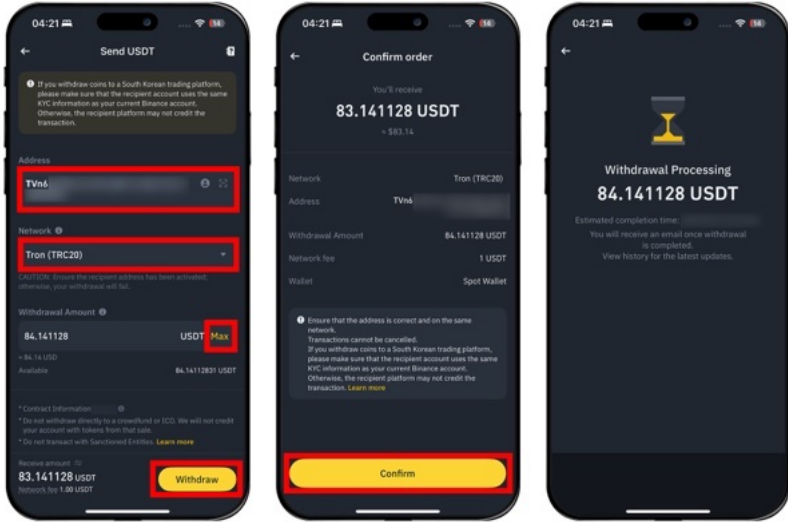 04:21
14
Send USDT
If you withdraw coins to a South Korean trading platform,
please make sure that the recipient account uses the same
KYC information as your current Binance account.
Otherwise, the recipient platform may not credit the
transaction.
Address
TVn6
Network
Tron (TRC20)
CAUTION: Ensure the recipient address has been activated;
otherwise, your withdrawal will fail.
Withdrawal Amount
84.141128 USDT Max
≈ 84.14 USD
Available 84.14112831 USDT
* Contract Information
* Do not withdraw directly to a crowdfund or ICO. We will not credit
your account with tokens from that sale.
* Do not transact with Sanctioned Entities. Learn more
Receive amount
83.141128 USDT
Network fee 1.00 USDT
Withdraw
04:21
14
Confirm order
You'll receive
83.141128 USDT
≈ $83.14
Network Tron (TRC20)
Address TVn6
Withdrawal Amount 84.141128 USDT
Network fee 1 USDT
Wallet Spot Wallet
Ensure that the address is correct and on the same
network.
Transactions cannot be cancelled.
If you withdraw coins to a South Korean trading platform,
please make sure that the recipient account uses the same
KYC information as your current Binance account.
Otherwise, the recipient platform may not credit the
transaction. Learn more
Confirm
04:21
14
Withdrawal Processing
84.141128 USDT
Estimated completion time:
You will receive an email once withdrawal
is completed.
View history for the latest updates.